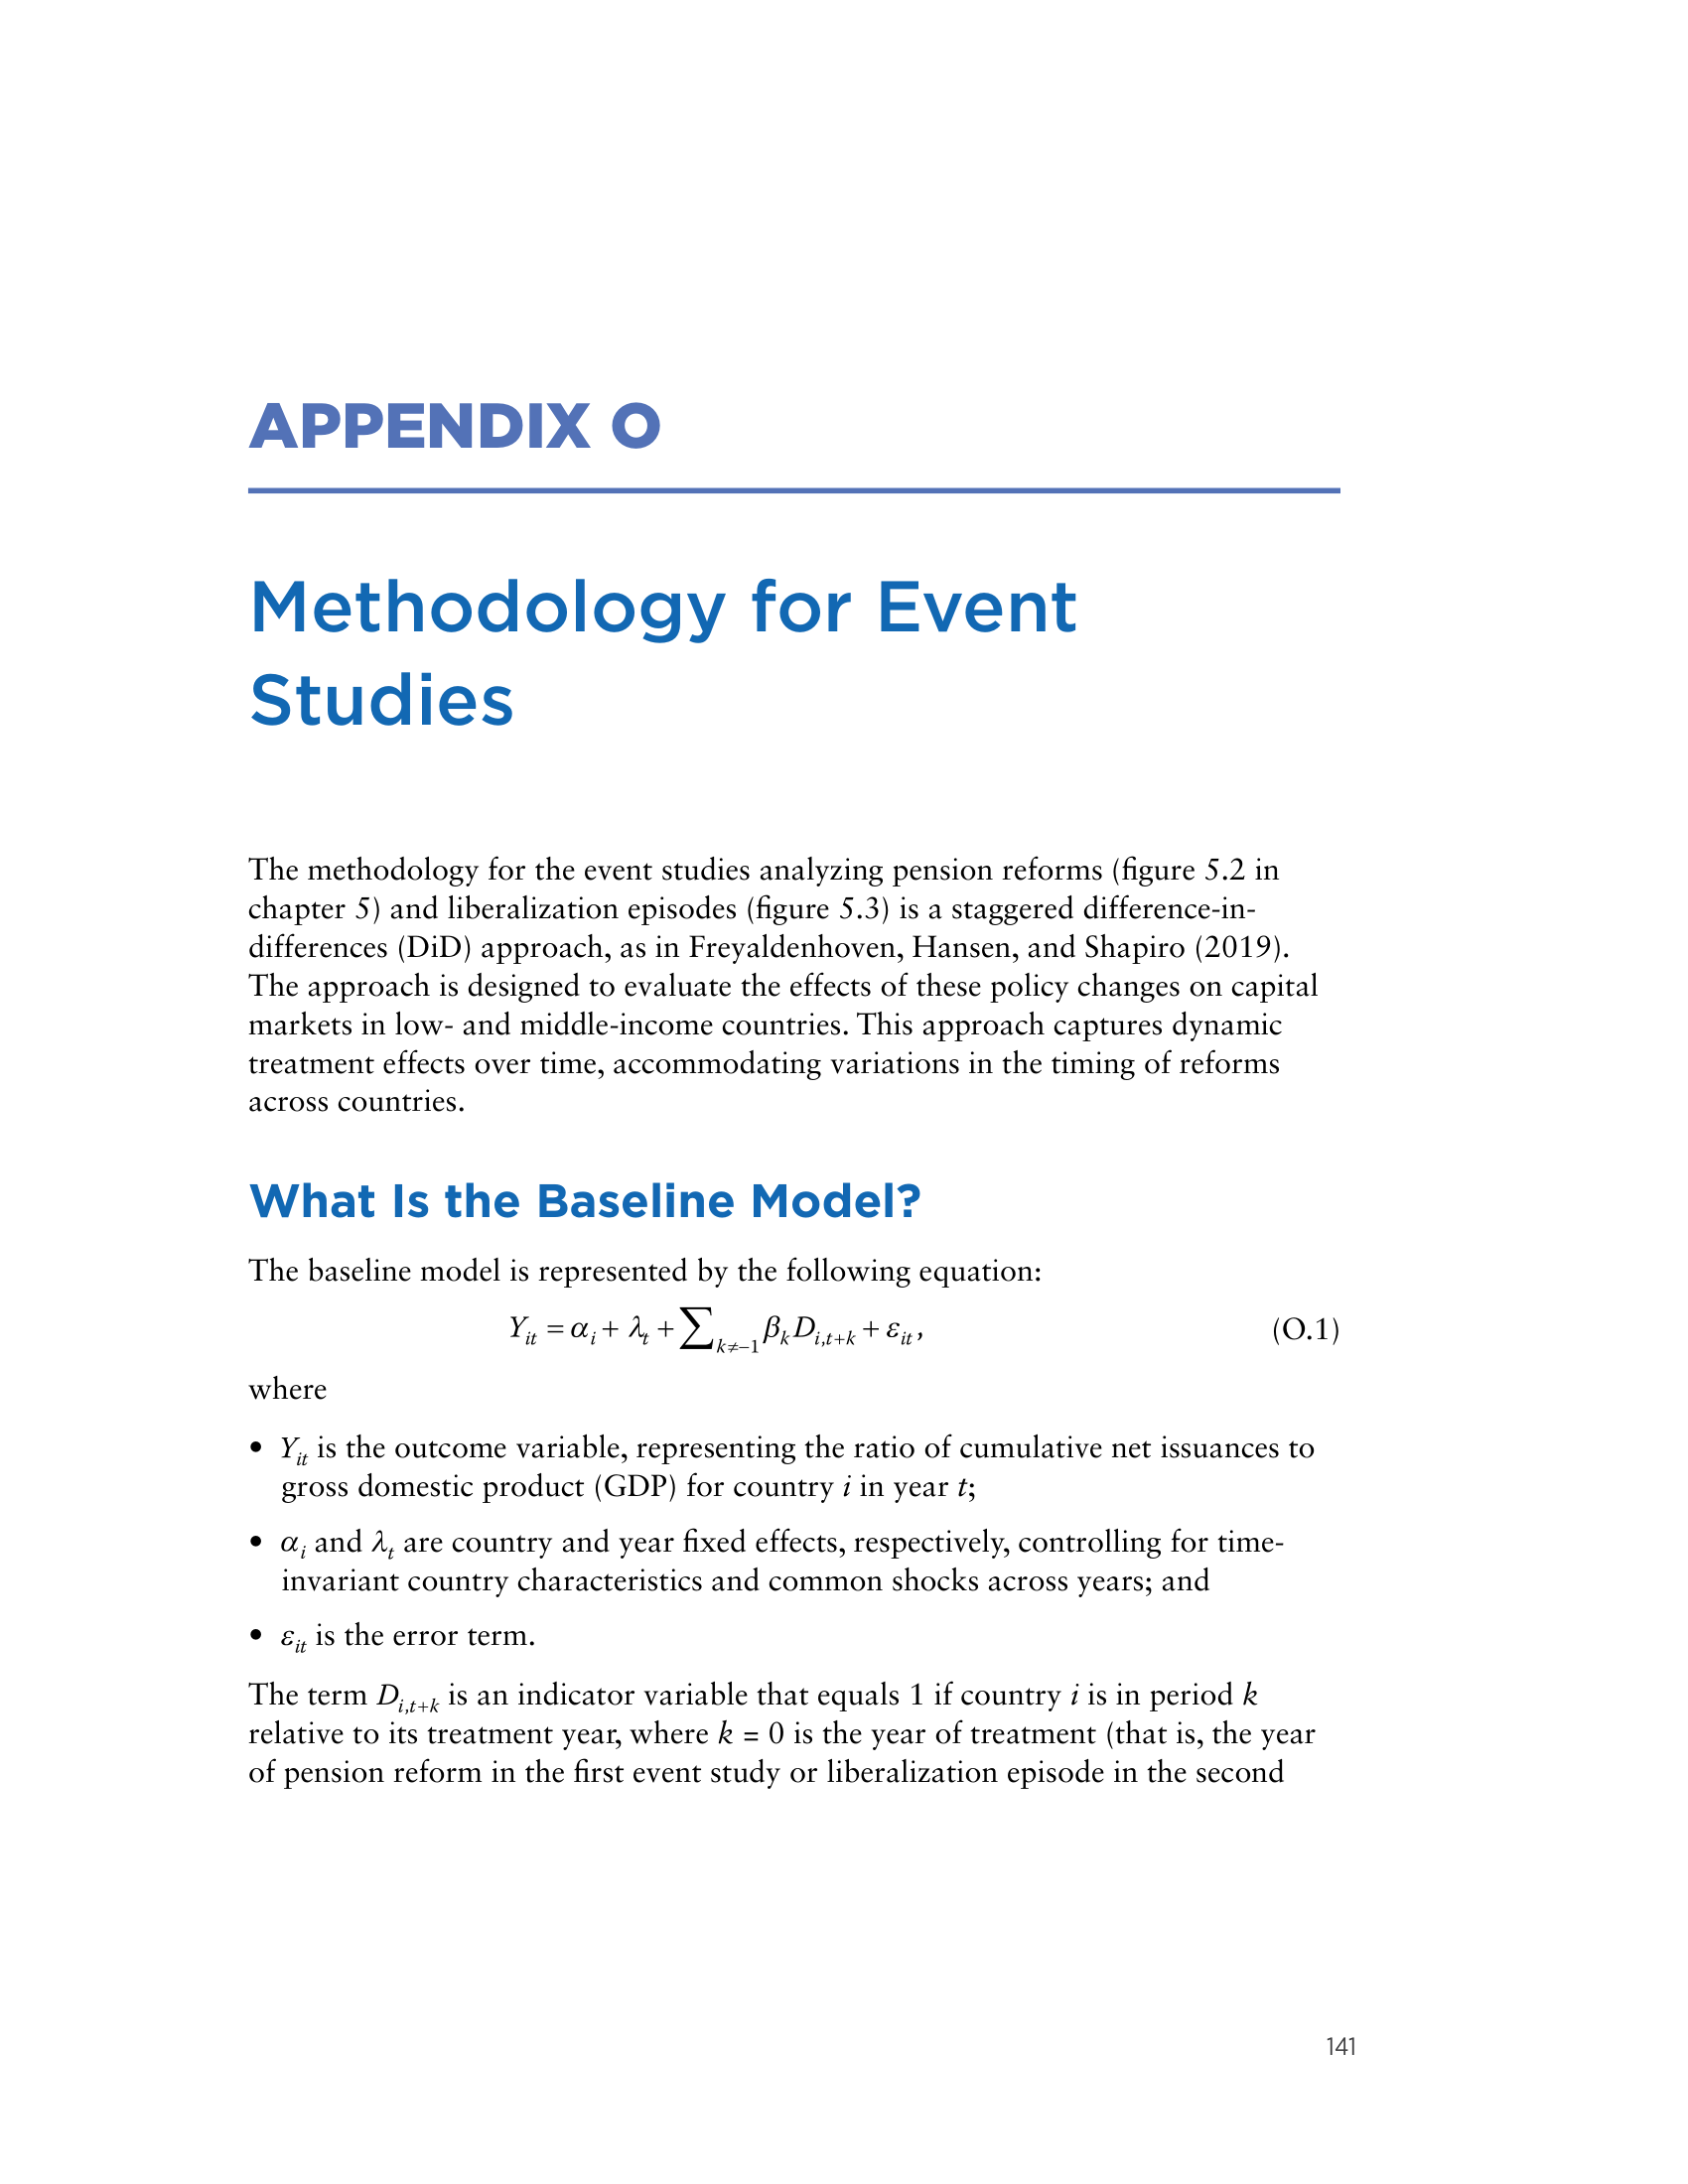 APPENDIX O
Methodology for Event
Studies
The methodology for the event studies analyzing pension reforms (figure 5.2 in
chapter 5) and liberalization episodes (figure 5.3) is a staggered difference-in-
differences (DiD) approach, as in Freyaldenhoven, Hansen, and Shapiro (2019).
The approach is designed to evaluate the effects of these policy changes on capital
markets in low- and middle-income countries. This approach captures dynamic
treatment effects over time, accommodating variations in the timing of reforms
across countries.
What Is the Baseline Model?
The baseline model is represented by the following equation:
Y_{it} = α_i + λ_t + ∑_{k≠−1} β_k D_{i,t+k} + ε_{it}, (O.1)
where
• Y_{it} is the outcome variable, representing the ratio of cumulative net issuances to
gross domestic product (GDP) for country i in year t;
• α_i and λ_t are country and year fixed effects, respectively, controlling for time-
invariant country characteristics and common shocks across years; and
• ε_{it} is the error term.
The term D_{i,t+k} is an indicator variable that equals 1 if country i is in period k
relative to its treatment year, where k = 0 is the year of treatment (that is, the year
of pension reform in the first event study or liberalization episode in the second
141